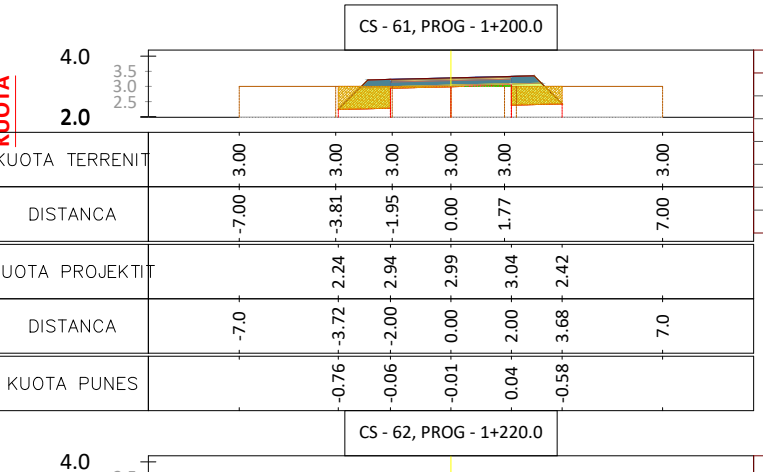 CS - 61, PROG - 1+200.0
KUOTA
4.0
3.5
3.0
2.5
2.0
KUOTA TERRENIT 3.00 3.00 3.00 3.00 3.00 3.00
DISTANCA -7.00 -3.81 -1.95 0.00 1.77 7.00
UOTA PROJEKTIT 2.24 2.94 2.99 3.04 2.42
DISTANCA -7.0 -3.72 -2.00 0.00 2.00 3.68 7.0
KUOTA PUNES -0.76 -0.06 -0.01 0.04 -0.58
CS - 62, PROG - 1+220.0
4.0